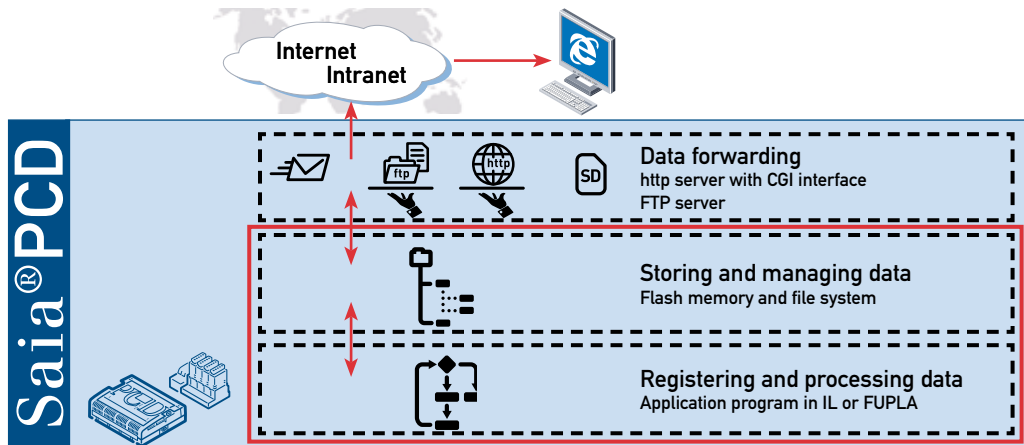 Internet
Intranet
Saia®PCD
ftp
http
SD
Data forwarding
http server with CGI interface
FTP server
Storing and managing data
Flash memory and file system
Registering and processing data
Application program in IL or FUPLA